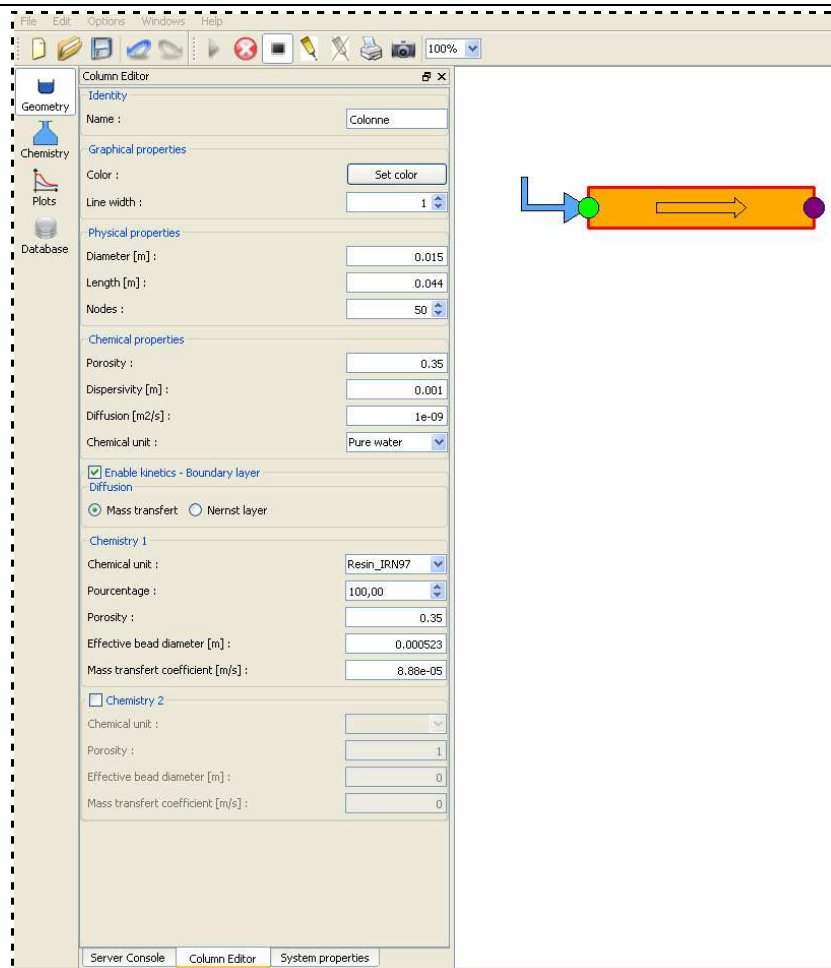 File Edit Options Windows Help
100%
Geometry
Chemistry
Plots
Database
Column Editor
Identity
Name : Colonne
Graphical properties
Color : Set color
Line width : 1
Physical properties
Diameter [m] : 0.015
Length [m] : 0.044
Nodes : 50
Chemical properties
Porosity : 0.35
Dispersivity [m] : 0.001
Diffusion [m2/s] : 1e-09
Chemical unit : Pure water
Enable kinetics - Boundary layer
Diffusion
Mass transfert Nernst layer
Chemistry 1
Chemical unit : Resin_IRN97
Pourcentage : 100,00
Porosity : 0.35
Effective bead diameter [m] : 0.000523
Mass transfert coefficient [m/s] : 8.88e-05
Chemistry 2
Chemical unit :
Porosity : 1
Effective bead diameter [m] : 0
Mass transfert coefficient [m/s] : 0
Server Console Column Editor System properties